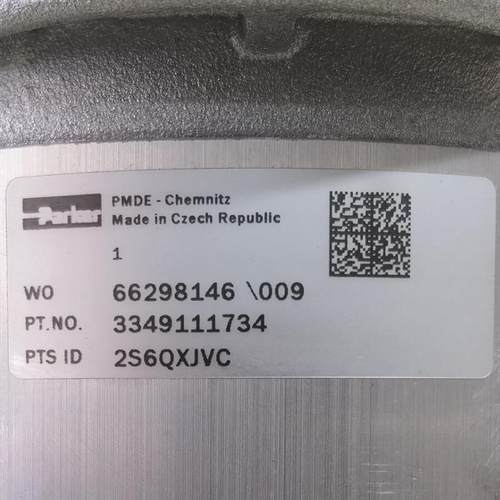 Parker
PMDE - Chemnitz
Made in Czech Republic
1
WO 66298146 \009
PT.NO. 3349111734
PTS ID 2S6QXJVC